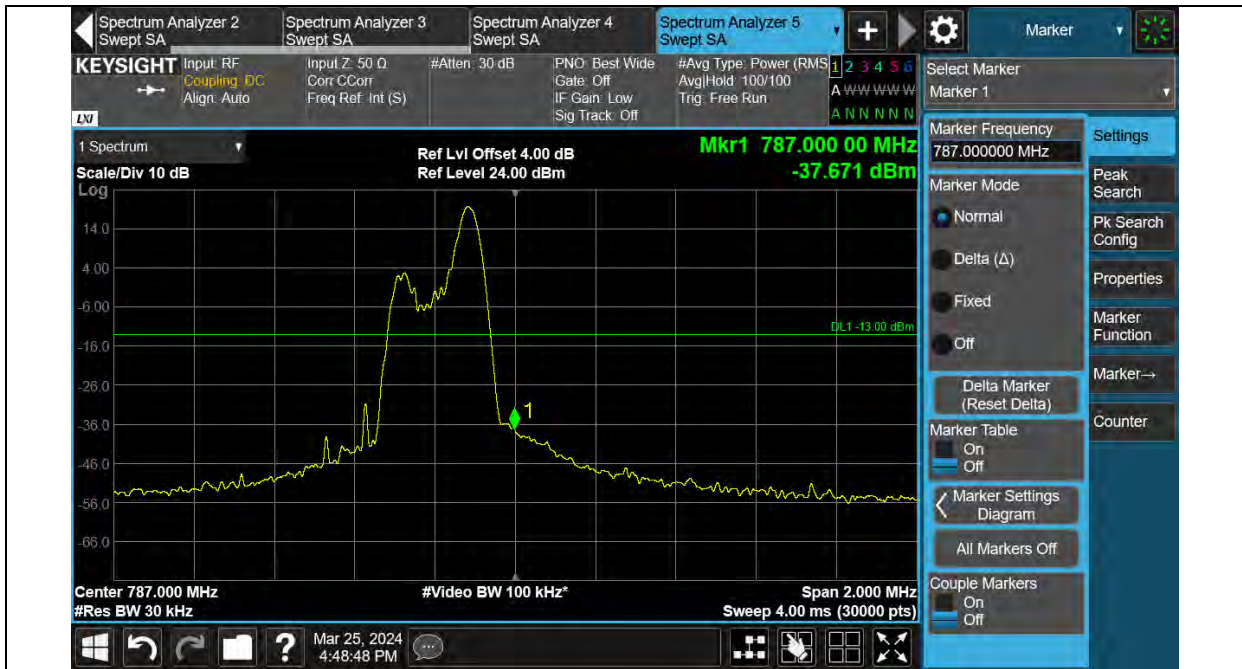 Spectrum Analyzer 2
Swept SA
Spectrum Analyzer 3
Swept SA
Spectrum Analyzer 4
Swept SA
Spectrum Analyzer 5
Swept SA
+
Marker
KEYSIGHT
LXI
Input: RF
Coupling: DC
Align: Auto
Input Z: 50 Ω
Corr CCorr
Freq Ref: Int (S)
#Atten: 30 dB
PNO: Best Wide
Gate: Off
IF Gain: Low
Sig Track: Off
#Avg Type: Power (RMS
Avg|Hold: 100/100
Trig: Free Run
1 2 3 4 5 6
A W W W W W
A N N N N N
Select Marker
Marker 1
1 Spectrum
Scale/Div 10 dB
Log
Ref Lvl Offset 4.00 dB
Ref Level 24.00 dBm
Mkr1 787.000 00 MHz
-37.671 dBm
14.0
4.00
-6.00
-16.0
-26.0
-36.0
-46.0
-56.0
-66.0
DL1 -13.00 dBm
1
Center 787.000 MHz
#Res BW 30 kHz
#Video BW 100 kHz*
Span 2.000 MHz
Sweep 4.00 ms (30000 pts)
Marker Frequency
787.000000 MHz
Marker Mode
Normal
Delta (Δ)
Fixed
Off
Delta Marker
(Reset Delta)
Marker Table
On
Off
Marker Settings
Diagram
All Markers Off
Couple Markers
On
Off
Settings
Peak
Search
Pk Search
Config
Properties
Marker
Function
Marker→
Counter
?
Mar 25, 2024
4:48:48 PM